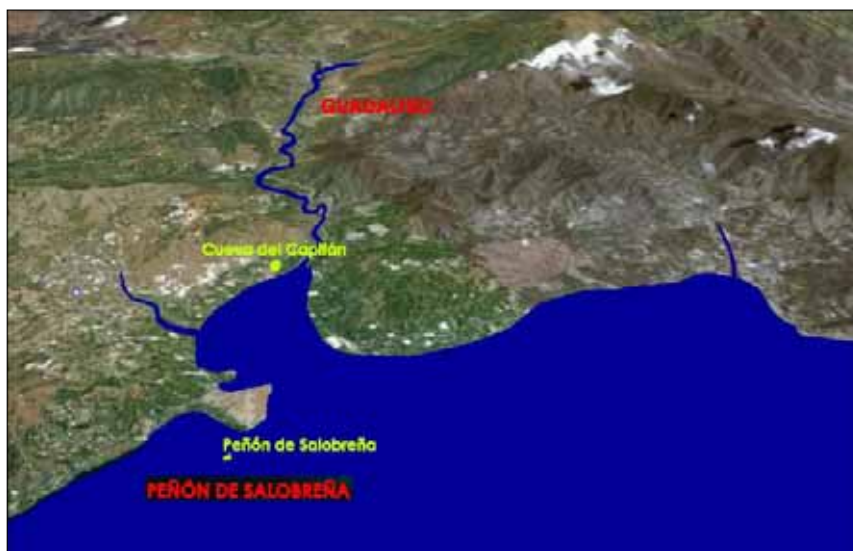 GUADALFEO
Cueva del Capitán
Peñón de Salobreña
PEÑÓN DE SALOBREÑA